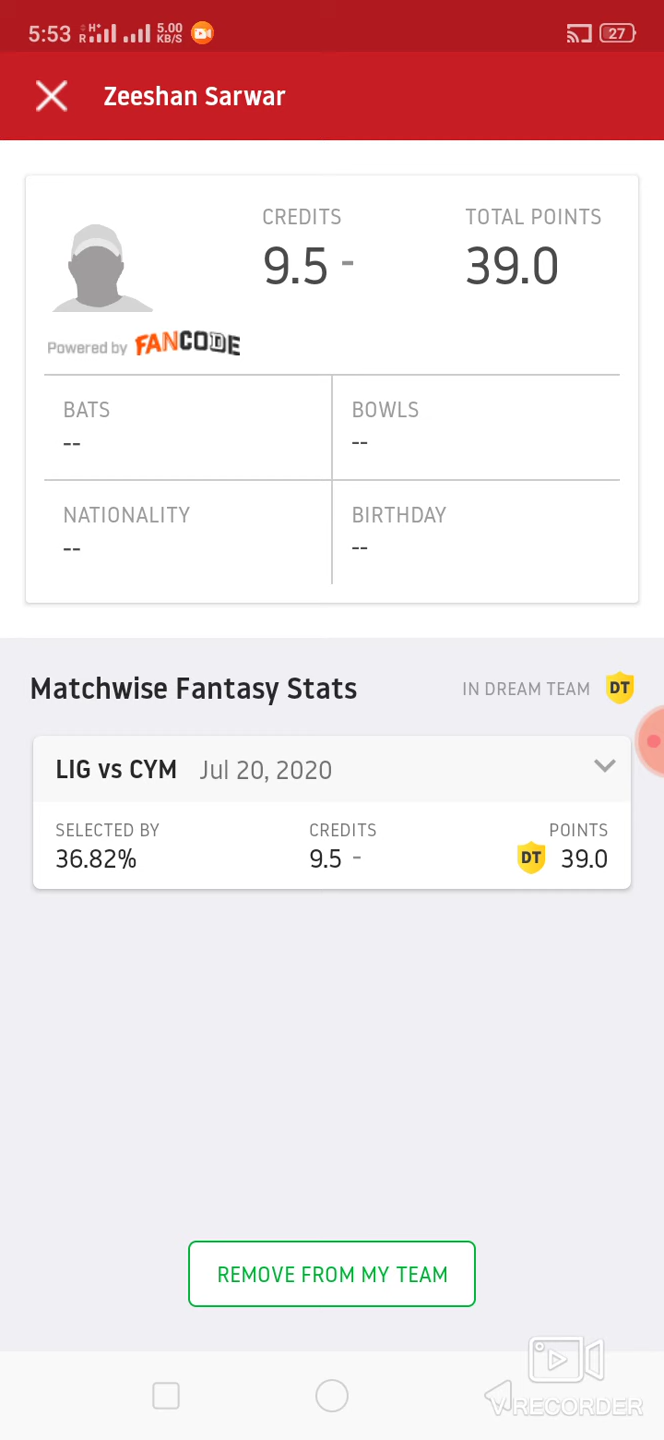 5:53 R H+ 5.00 KB/S 27
Zeeshan Sarwar
CREDITS TOTAL POINTS
9.5 - 39.0
Powered by FANCODE
BATS BOWLS
-- --
NATIONALITY BIRTHDAY
-- --
Matchwise Fantasy Stats IN DREAM TEAM DT
LIG vs CYM Jul 20, 2020
SELECTED BY CREDITS POINTS
36.82% 9.5 - DT 39.0
REMOVE FROM MY TEAM
VRECORDER